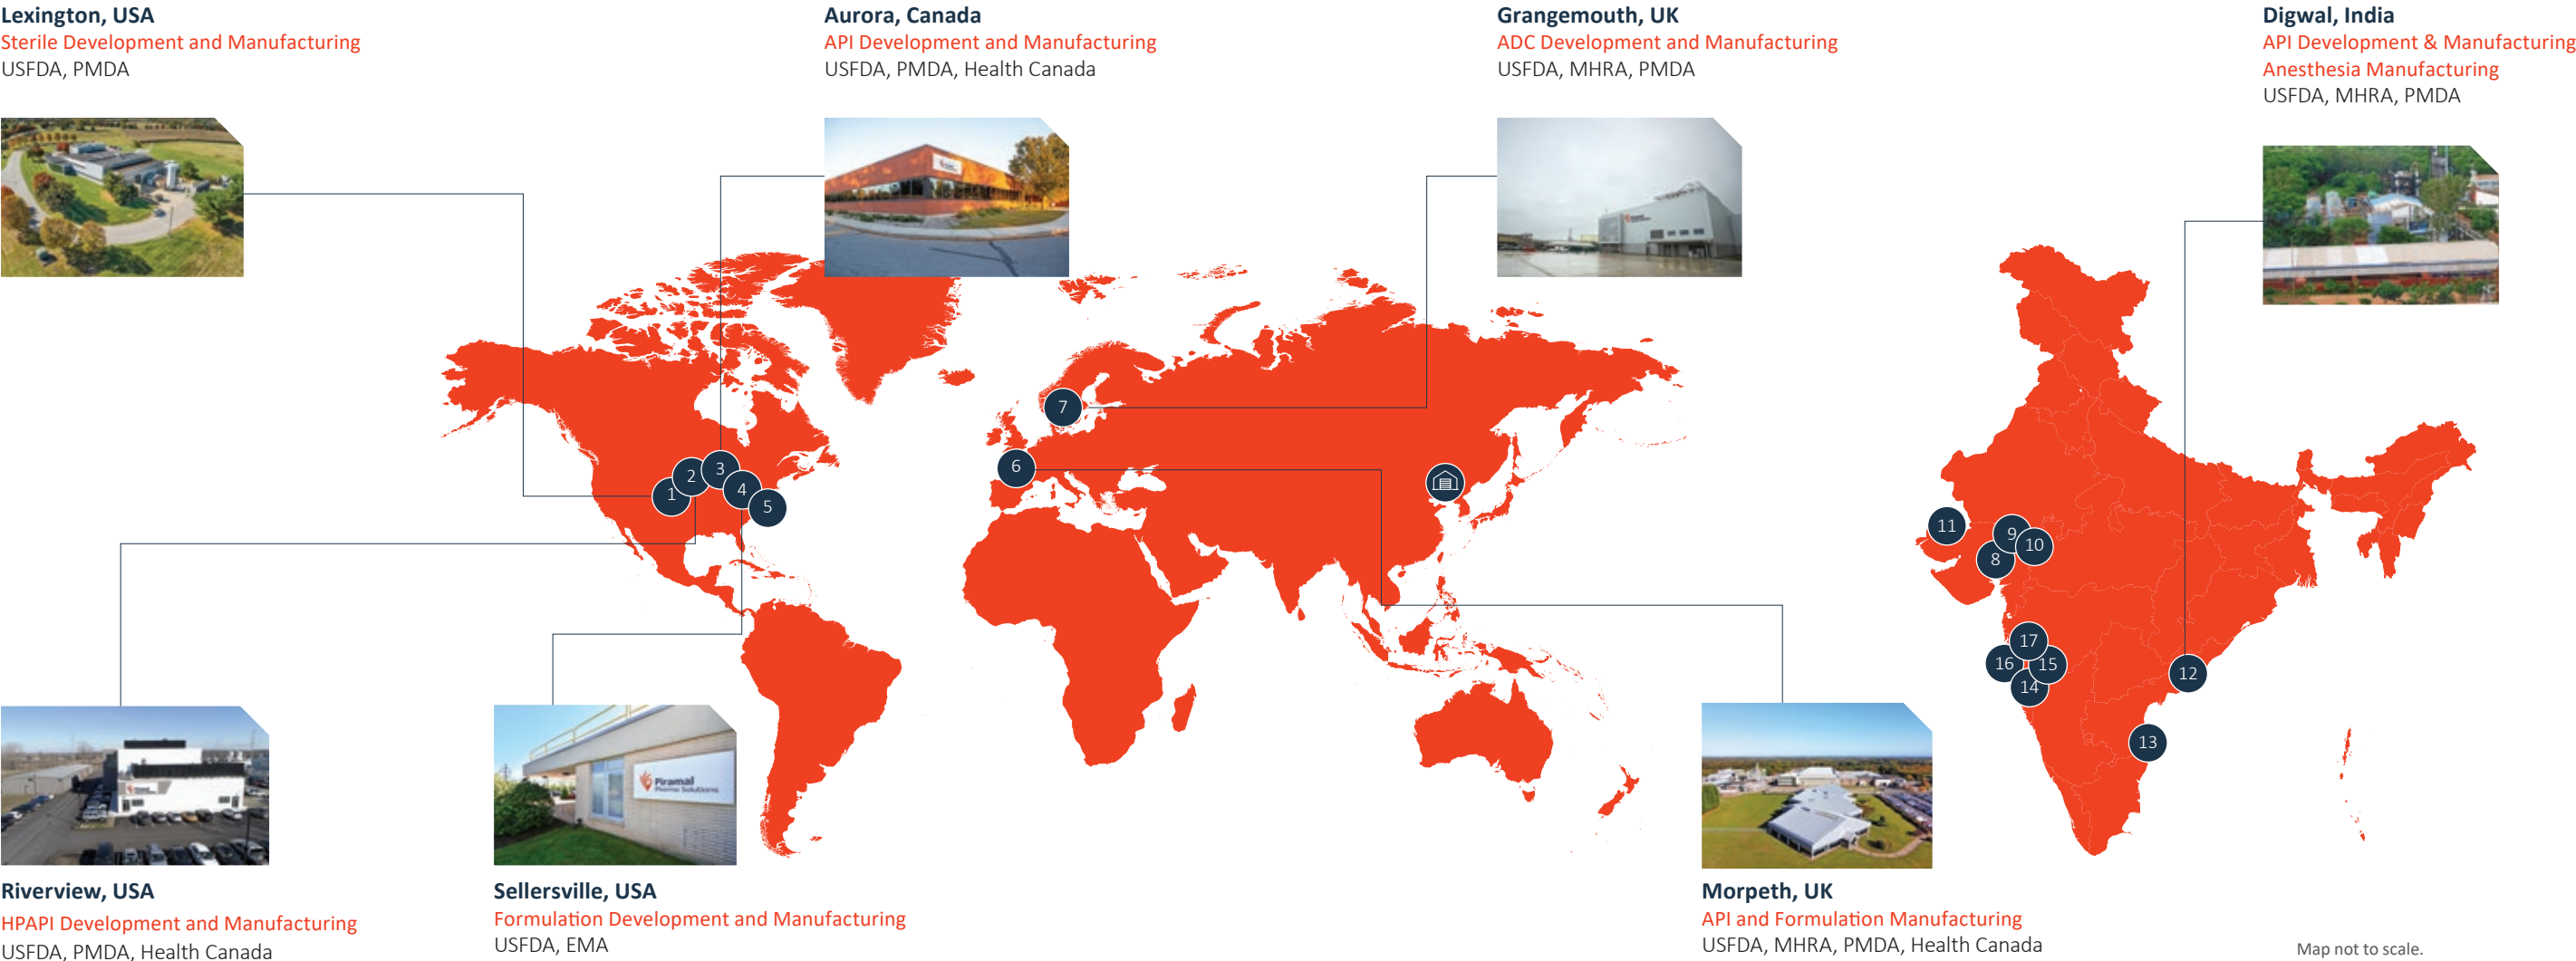 Lexington, USA
Sterile Development and Manufacturing
USFDA, PMDA
Aurora, Canada
API Development and Manufacturing
USFDA, PMDA, Health Canada
Grangemouth, UK
ADC Development and Manufacturing
USFDA, MHRA, PMDA
Digwal, India
API Development & Manufacturing
Anesthesia Manufacturing
USFDA, MHRA, PMDA
7
6
1
2
3
4
5
11
9
10
8
17
16
15
14
12
13
Piramal
Pharma Solutions
Riverview, USA
HPAPI Development and Manufacturing
USFDA, PMDA, Health Canada
Sellersville, USA
Formulation Development and Manufacturing
USFDA, EMA
Morpeth, UK
API and Formulation Manufacturing
USFDA, MHRA, PMDA, Health Canada
Map not to scale.